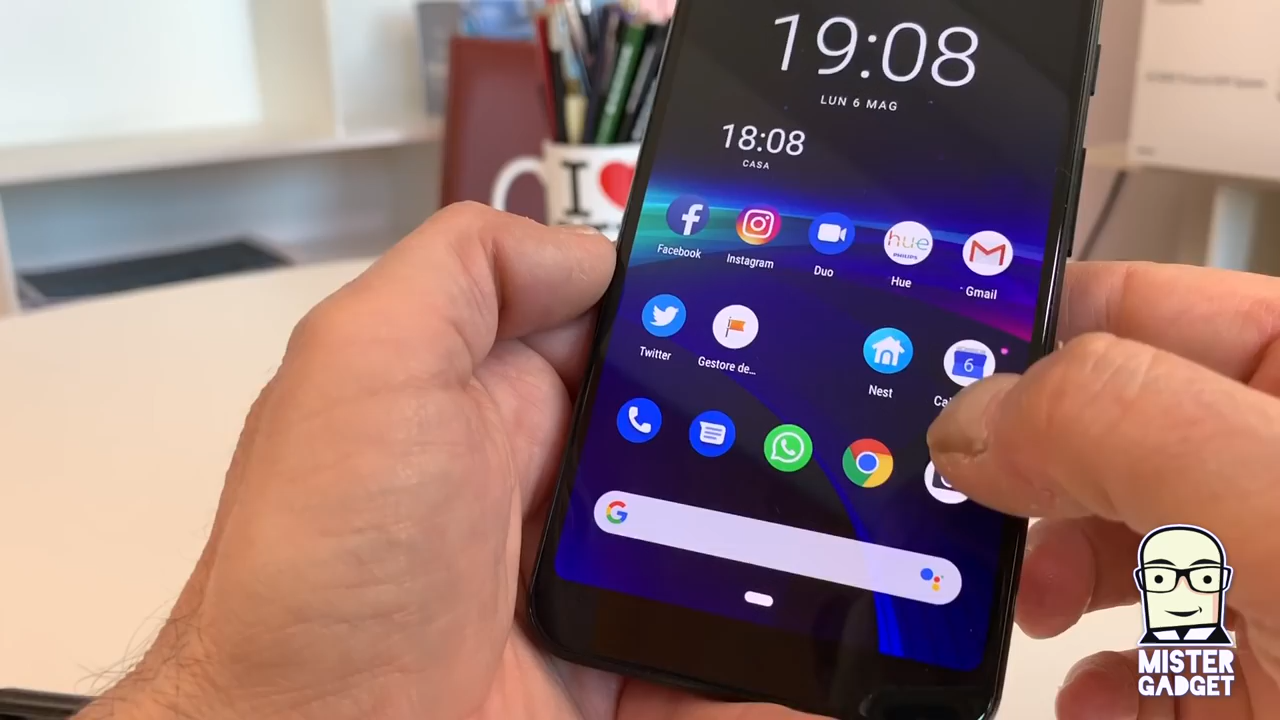 19:08
LUN 6 MAG
18:08
CASA
Facebook
Instagram
Duo
hue
PHILIPS
Hue
Gmail
Twitter
Gestore de...
Nest
6
I
MISTER
GADGET